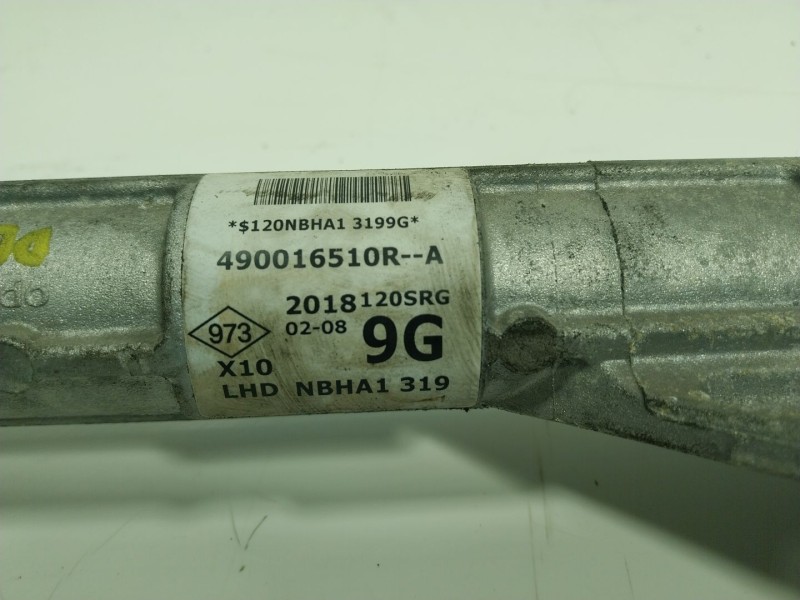 *$120NBHA1 3199G*
490016510R--A
2018 120SRG
973 02-08 9G
X10
LHD NBHA1 319